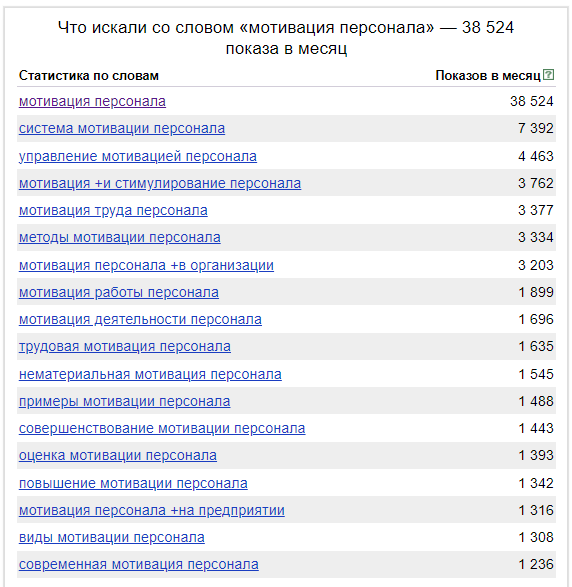 Что искали со словом «мотивация персонала» — 38 524
показа в месяц
Статистика по словам Показов в месяц ?
мотивация персонала 38 524
система мотивации персонала 7 392
управление мотивацией персонала 4 463
мотивация +и стимулирование персонала 3 762
мотивация труда персонала 3 377
методы мотивации персонала 3 334
мотивация персонала +в организации 3 203
мотивация работы персонала 1 899
мотивация деятельности персонала 1 696
трудовая мотивация персонала 1 635
нематериальная мотивация персонала 1 545
примеры мотивации персонала 1 488
совершенствование мотивации персонала 1 443
оценка мотивации персонала 1 393
повышение мотивации персонала 1 342
мотивация персонала +на предприятии 1 316
виды мотивации персонала 1 308
современная мотивация персонала 1 236